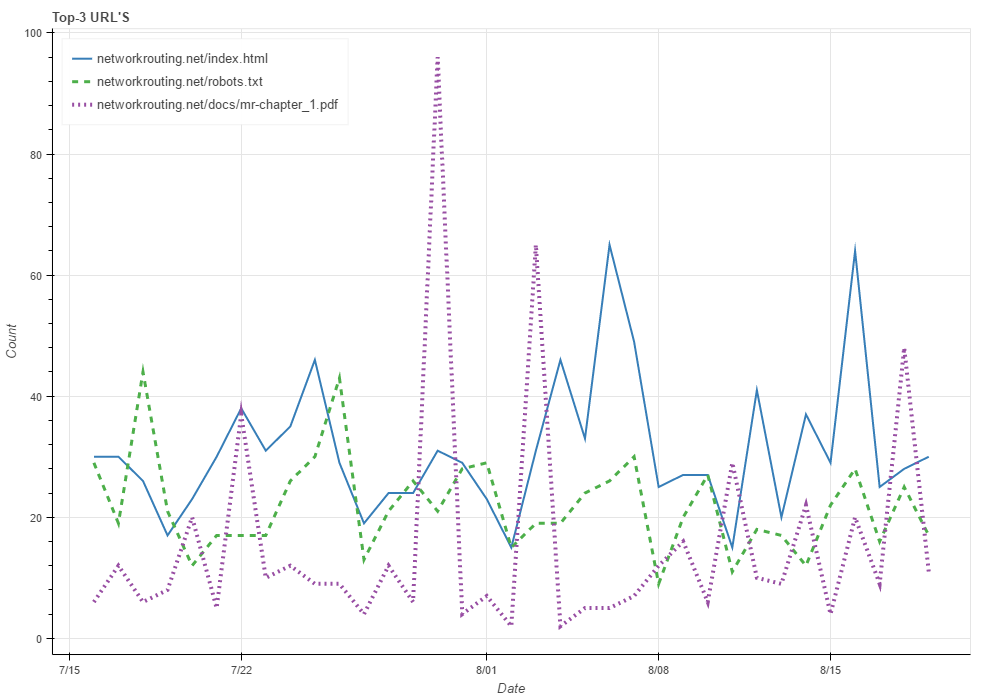 Top-3 URL'S
networkrouting.net/index.html
networkrouting.net/robots.txt
networkrouting.net/docs/mr-chapter_1.pdf
Count
100
80
60
40
20
0
7/15
7/22
8/01
8/08
8/15
Date